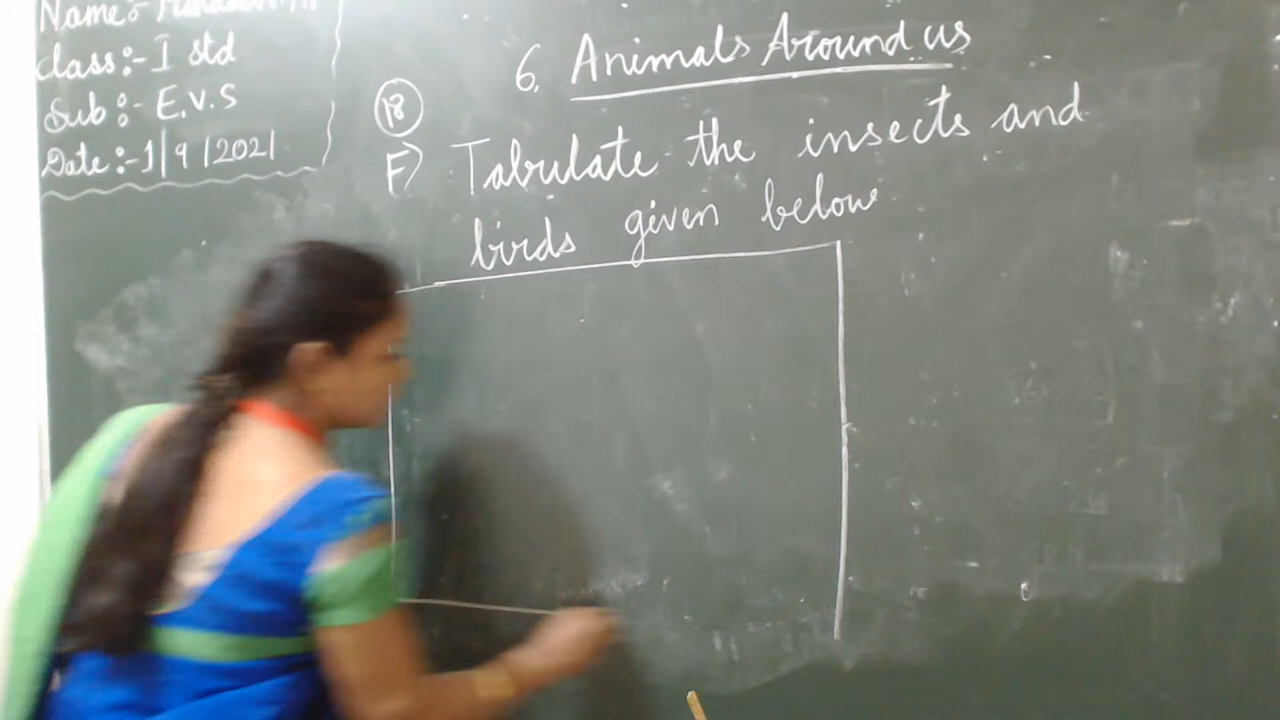 Name:-
Class:- I std
Sub:- E.V.S
Date:- 1/9/2021
6. Animals Around us
18
F) Tabulate the insects and
birds given below